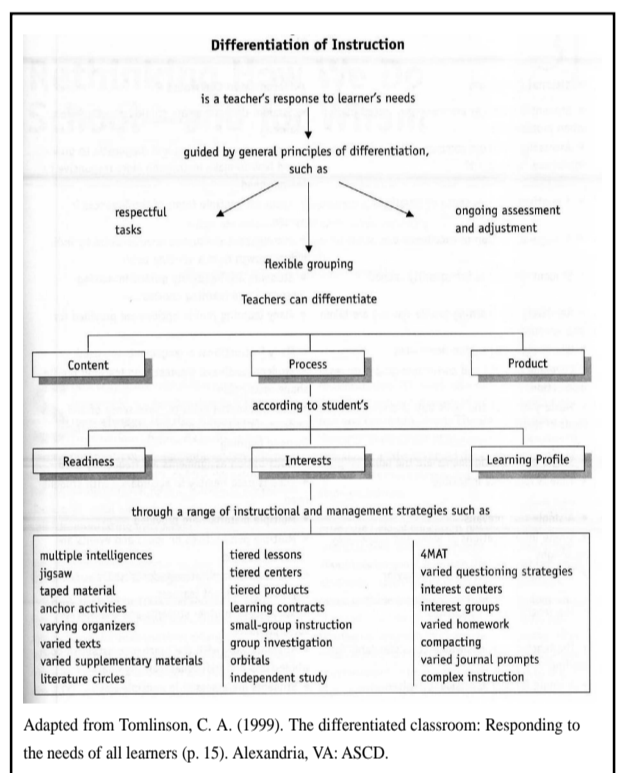 Differentiation of Instruction
is a teacher's response to learner's needs
guided by general principles of differentiation,
such as
respectful
tasks
ongoing assessment
and adjustment
flexible grouping
Teachers can differentiate
Content
Process
Product
according to student's
Readiness
Interests
Learning Profile
through a range of instructional and management strategies such as
multiple intelligences
jigsaw
taped material
anchor activities
varying organizers
varied texts
varied supplementary materials
literature circles
tiered lessons
tiered centers
tiered products
learning contracts
small-group instruction
group investigation
orbitals
independent study
4MAT
varied questioning strategies
interest centers
interest groups
varied homework
compacting
varied journal prompts
complex instruction
Adapted from Tomlinson, C. A. (1999). The differentiated classroom: Responding to
the needs of all learners (p. 15). Alexandria, VA: ASCD.